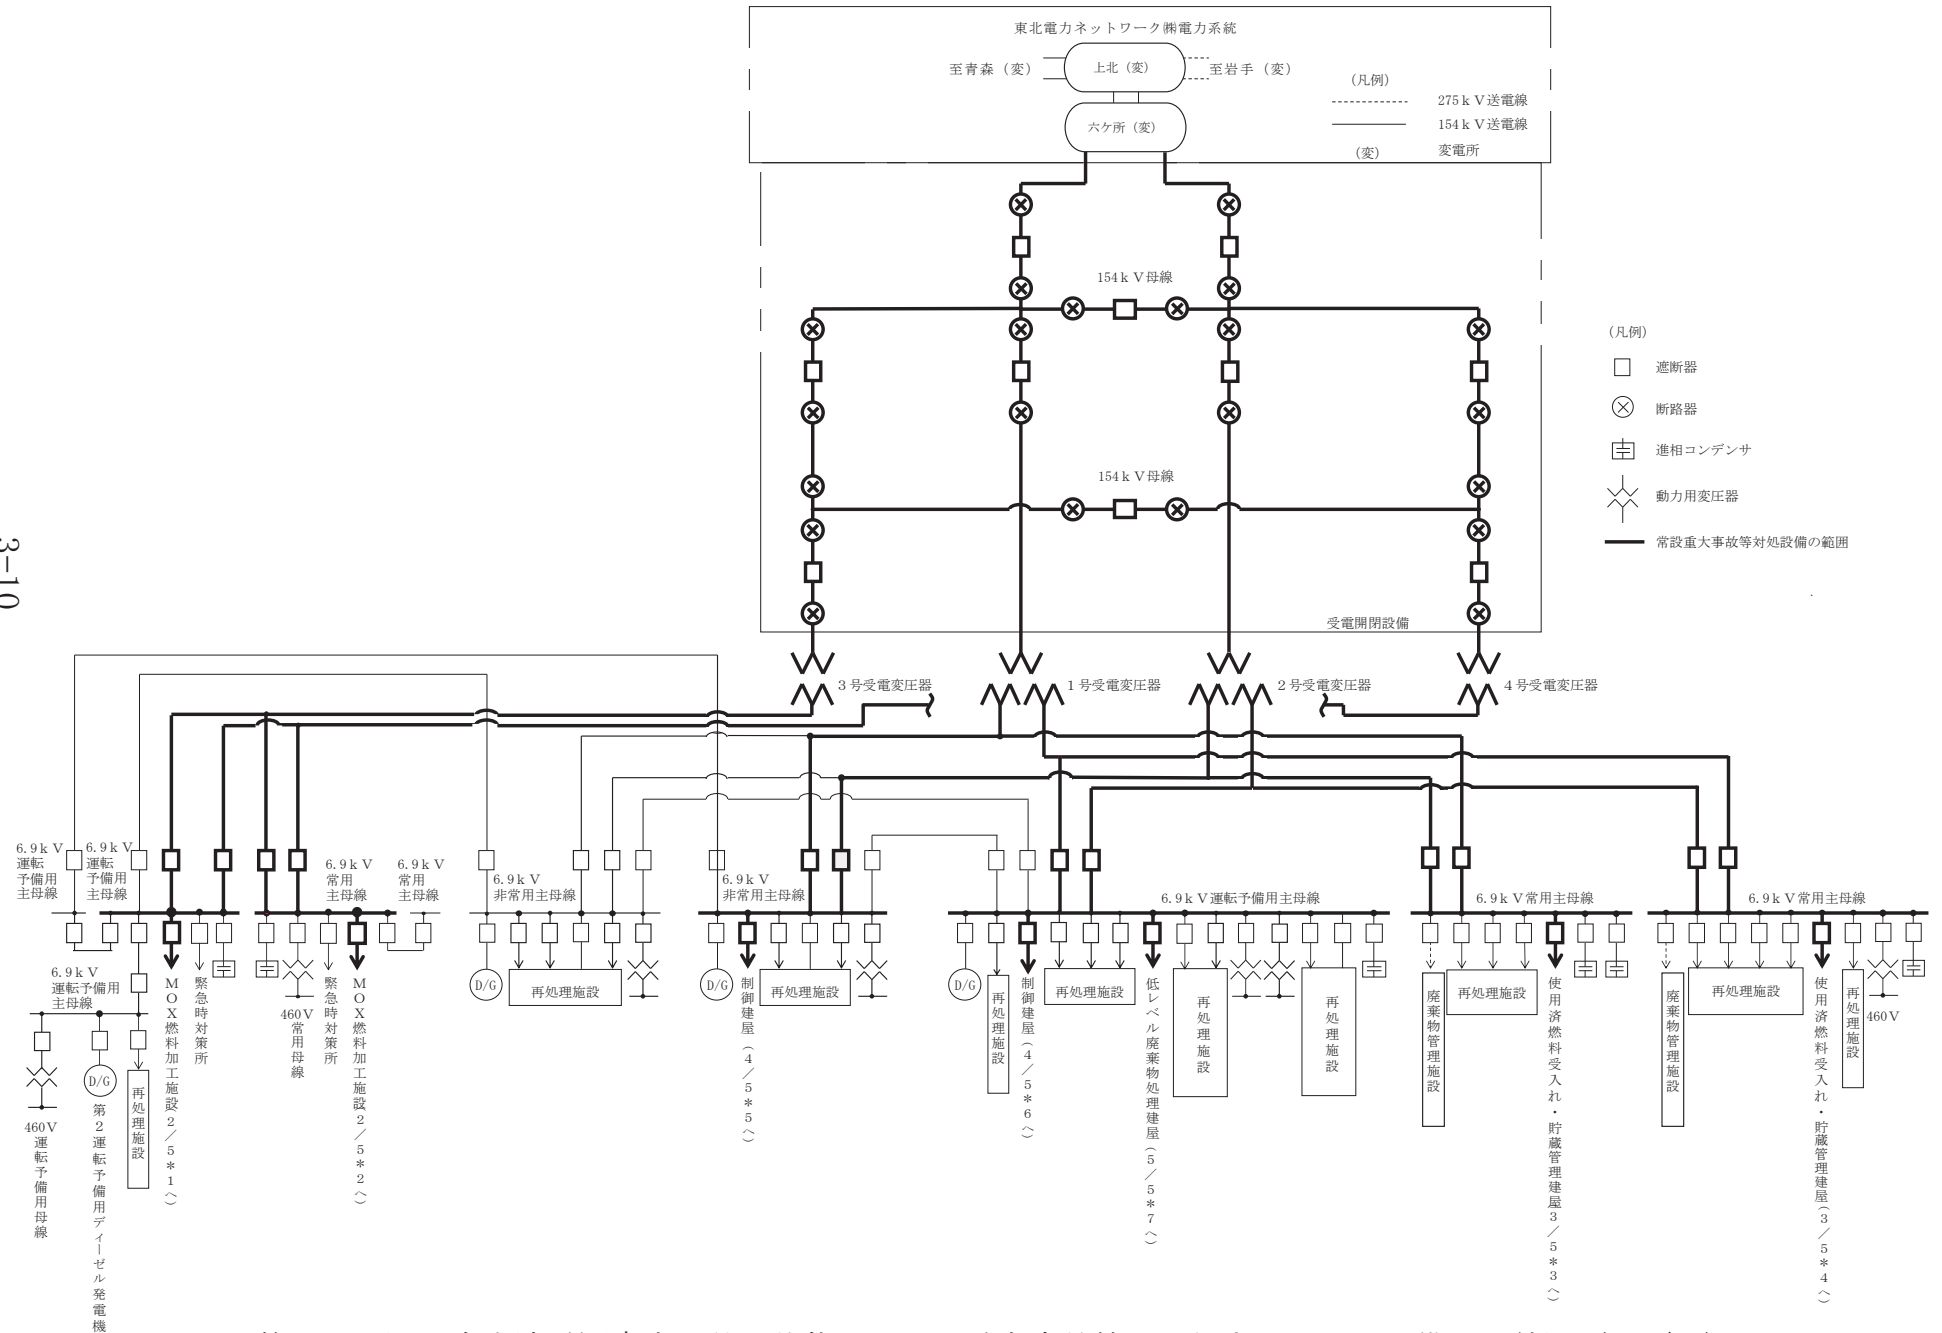 東北電力ネットワーク㈱電力系統
至青森（変）
上北（変）
至岩手（変）
六ケ所（変）
（凡例）
275ｋＶ送電線
154ｋＶ送電線
（変）　変電所
154ｋＶ母線
154ｋＶ母線
受電開閉設備
（凡例）
遮断器
断路器
進相コンデンサ
動力用変圧器
常設重大事故等対処設備の範囲
3-10
３号受電変圧器
１号受電変圧器
２号受電変圧器
４号受電変圧器
6.9ｋＶ
運転
予備用
主母線
6.9ｋＶ
運転
予備用
主母線
6.9ｋＶ
常用
主母線
6.9ｋＶ
常用
主母線
6.9ｋＶ
非常用主母線
6.9ｋＶ
非常用主母線
6.9ｋＶ運転予備用主母線
6.9ｋＶ常用主母線
6.9ｋＶ常用主母線
6.9ｋＶ
運転予備用
主母線
460Ｖ
運転予備用母線
D/G
第２運転予備用ディーゼル発電機
再処理施設
ＭＯＸ燃料加工施設（２／５＊１へ）
緊急時対策所
460Ｖ
常用母線
緊急時対策所
ＭＯＸ燃料加工施設（２／５＊２へ）
D/G
再処理施設
D/G
制御建屋（４／５＊５へ）
再処理施設
D/G
再処理施設
制御建屋（４／５＊６へ）
再処理施設
低レベル廃棄物処理建屋（５／５＊７へ）
再処理施設
再処理施設
廃棄物管理施設
再処理施設
使用済燃料受入れ・貯蔵管理建屋（３／５＊３へ）
廃棄物管理施設
再処理施設
使用済燃料受入れ・貯蔵管理建屋（３／５＊４へ）
再処理施設
460Ｖ